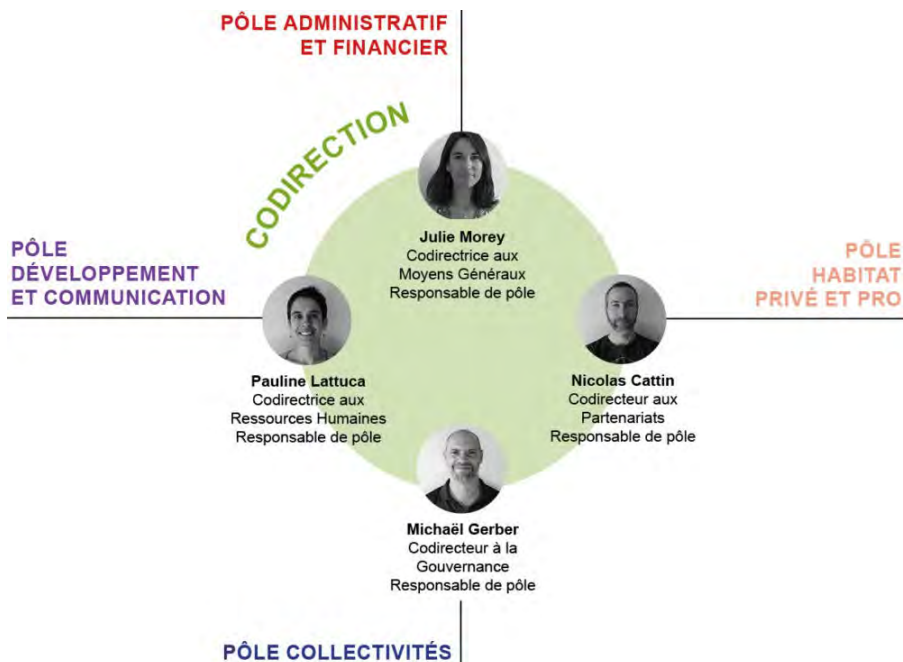 PÔLE ADMINISTRATIF
ET FINANCIER
CODIRECTION
Julie Morey
Codirectrice aux
Moyens Généraux
Responsable de pôle
PÔLE
DÉVELOPPEMENT
ET COMMUNICATION
PÔLE
HABITAT
PRIVÉ ET PRO
Pauline Lattuca
Codirectrice aux
Ressources Humaines
Responsable de pôle
Nicolas Cattin
Codirecteur aux
Partenariats
Responsable de pôle
Michaël Gerber
Codirecteur à la
Gouvernance
Responsable de pôle
PÔLE COLLECTIVITÉS